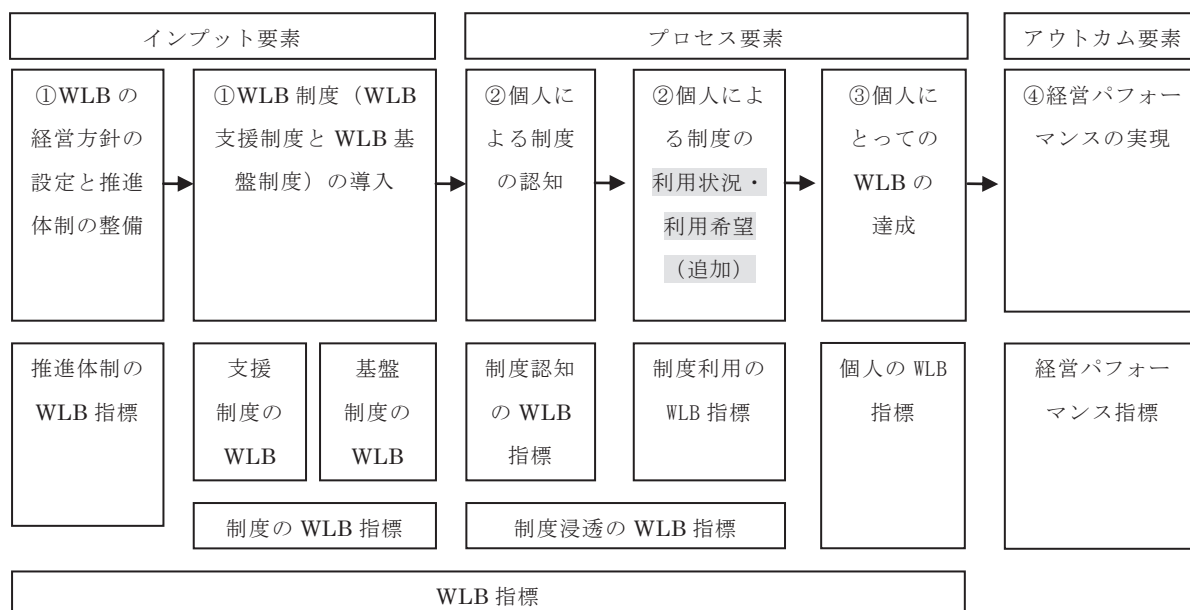 インプット要素
プロセス要素
アウトカム要素
①WLB の
経営方針の
設定と推進
体制の整備
①WLB 制度（WLB
支援制度と WLB 基
盤制度）の導入
②個人に
よる制度
の認知
②個人によ
る制度の
利用状況・
利用希望
（追加）
③個人に
とっての
WLB の
達成
④経営パフォー
マンスの実現
推進体制の
WLB 指標
支援
制度の
WLB
基盤
制度の
WLB
制度認知
の WLB
指標
制度利用の
WLB 指標
個人の WLB
指標
経営パフォー
マンス指標
制度の WLB 指標
制度浸透の WLB 指標
WLB 指標